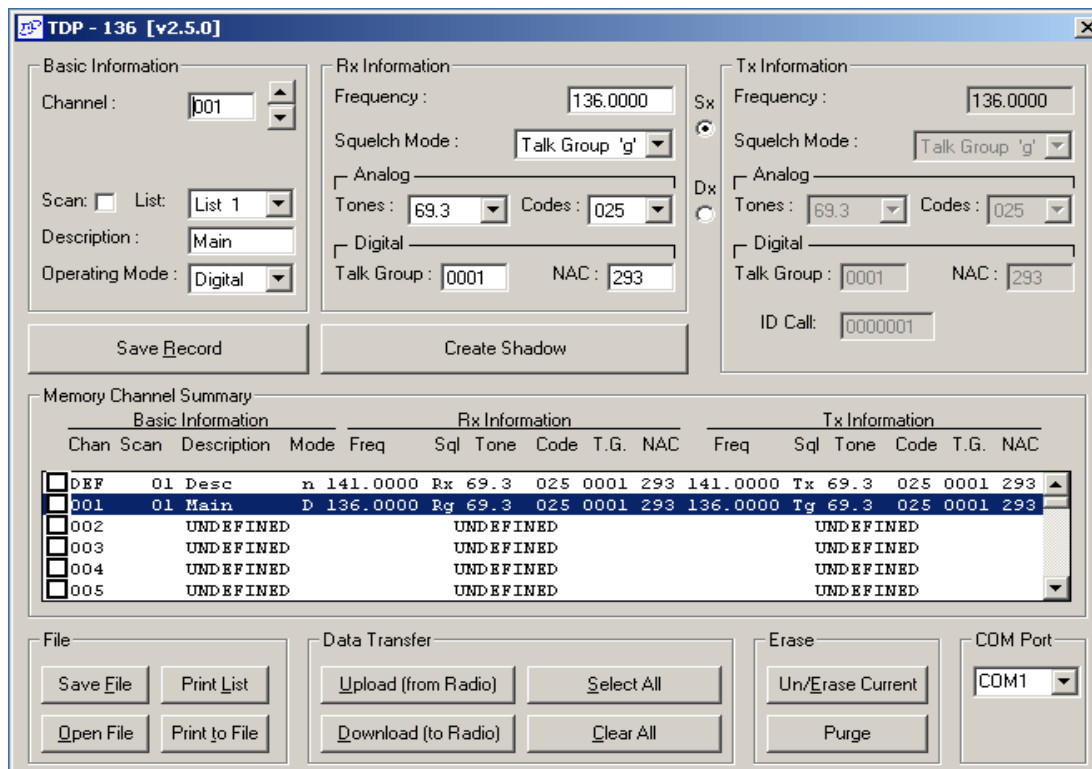 TDP - 136 [v2.5.0]
Basic Information
Channel : 001
Scan: List: List 1
Description : Main
Operating Mode : Digital
Rx Information
Frequency : 136.0000
Squelch Mode : Talk Group 'g'
Analog
Tones : 69.3 Codes : 025
Digital
Talk Group : 0001 NAC : 293
Sx
Dx
Tx Information
Frequency : 136.0000
Squelch Mode : Talk Group 'g'
Analog
Tones : 69.3 Codes : 025
Digital
Talk Group : 0001 NAC : 293
ID Call: 0000001
Save Record
Create Shadow
Memory Channel Summary
Basic Information Rx Information Tx Information
Chan Scan Description Mode Freq Sql Tone Code T.G. NAC Freq Sql Tone Code T.G. NAC
DEF 01 Desc n 141.0000 Rx 69.3 025 0001 293 141.0000 Tx 69.3 025 0001 293
001 01 Main D 136.0000 Rg 69.3 025 0001 293 136.0000 Tg 69.3 025 0001 293
002 UNDEFINED UNDEFINED UNDEFINED
003 UNDEFINED UNDEFINED UNDEFINED
004 UNDEFINED UNDEFINED UNDEFINED
005 UNDEFINED UNDEFINED UNDEFINED
File
Save File Print List
Open File Print to File
Data Transfer
Upload (from Radio) Select All
Download (to Radio) Clear All
Erase
Un/Erase Current
Purge
COM Port
COM1